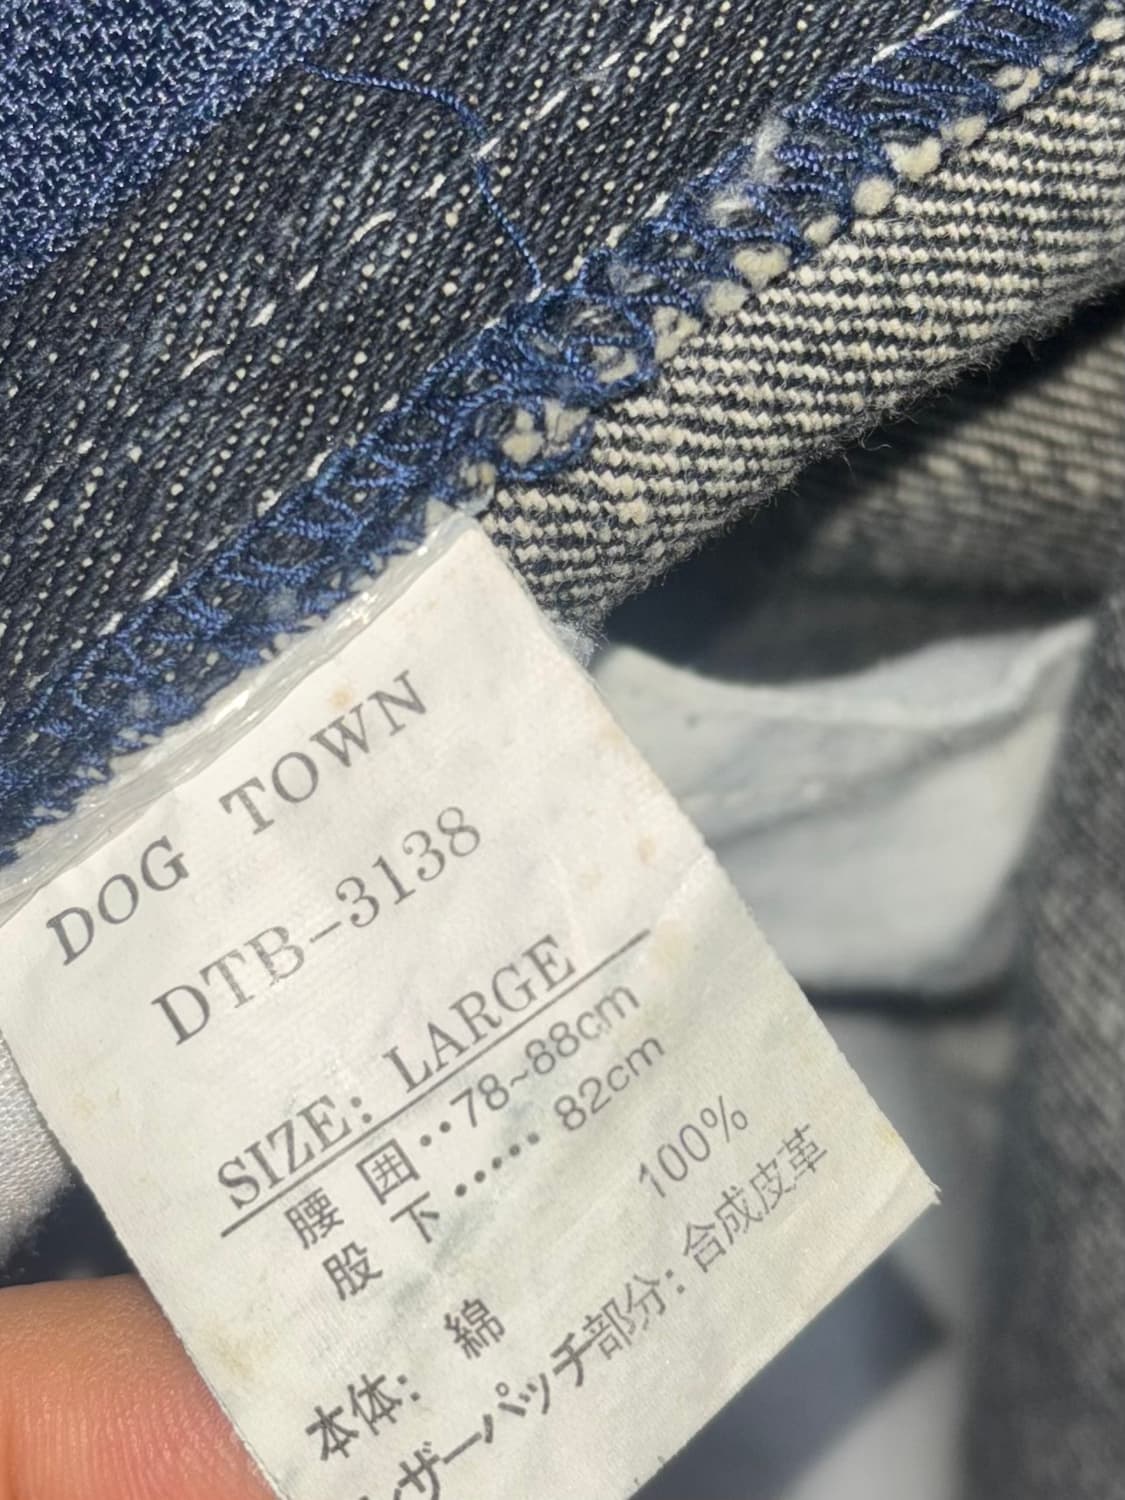 DOG TOWN
DTB-3138
SIZE: LARGE
腰 囲‥78~88cm
股 下‥‥‥ 82cm
本体: 綿 100%
レザーパッチ部分: 合成皮革